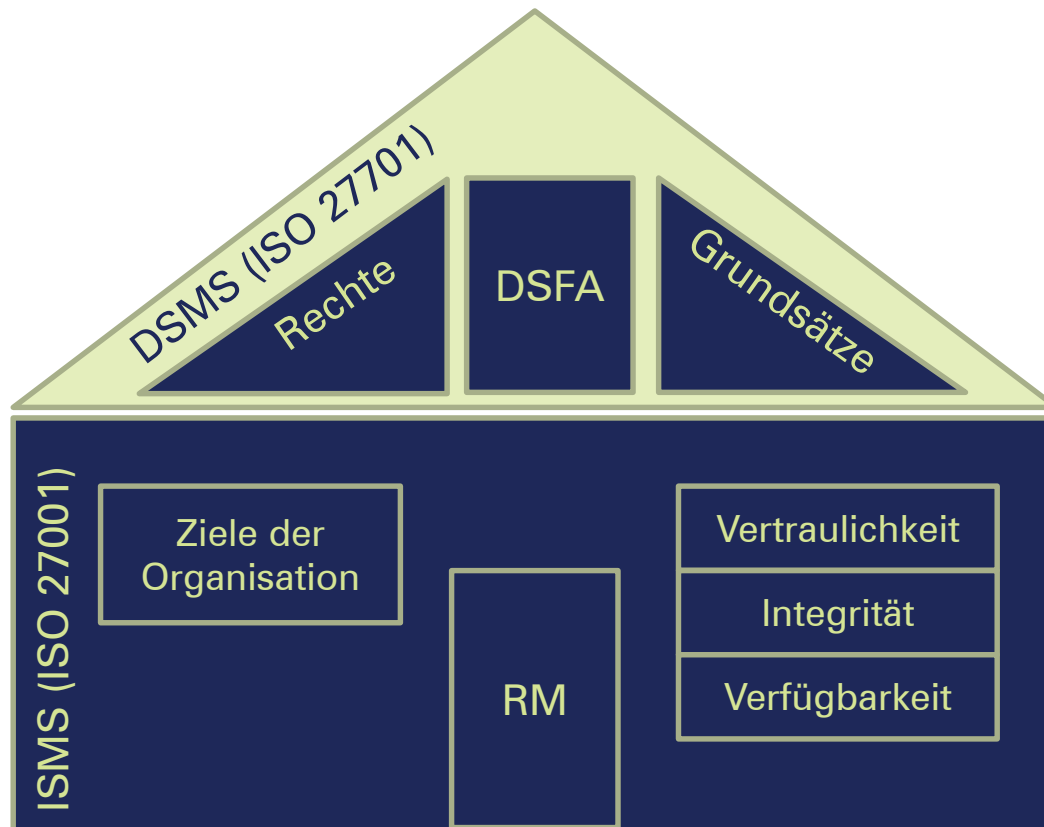 DSMS (ISO 27701)
Rechte
DSFA
Grundsätze
ISMS (ISO 27001)
Ziele der
Organisation
RM
Vertraulichkeit
Integrität
Verfügbarkeit